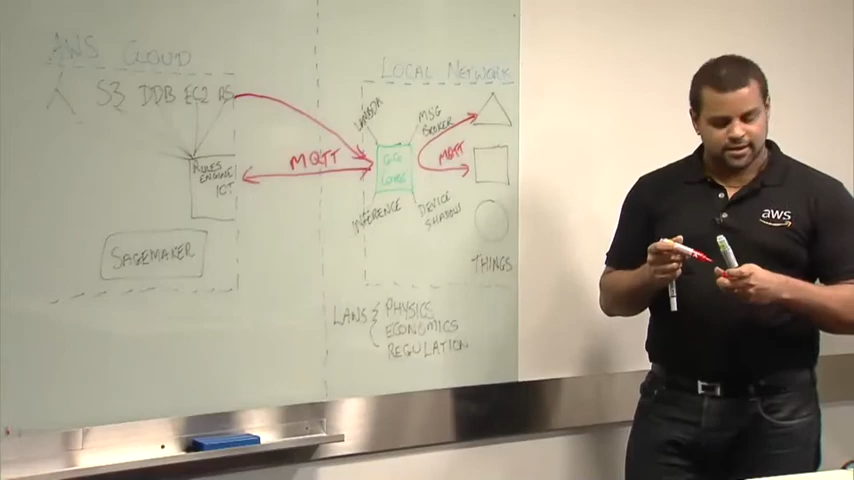 AWS CLOUD
S3 DDB EC2
RULES
ENGINE
IOT
SAGEMAKER
MQTT
LOCAL NETWORK
LAMBDA
MSG
BROKER
GG
CORE
MQTT
INFERENCE
DEVICE
SHADOW
THINGS
LAWS
PHYSICS
ECONOMICS
REGULATION
aws